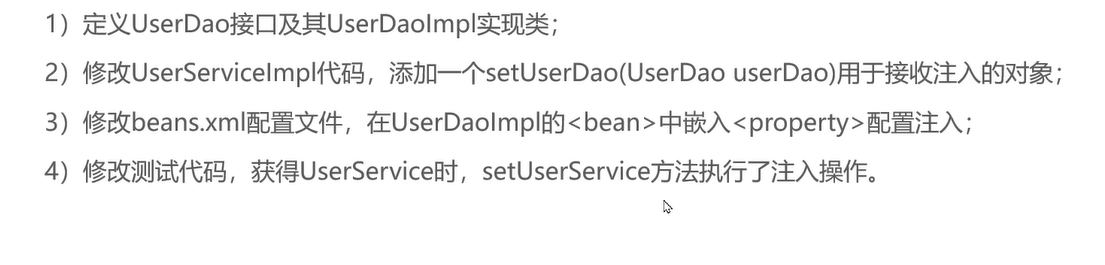 1）定义UserDao接口及其UserDaoImpl实现类；
2）修改UserServiceImpl代码，添加一个setUserDao(UserDao userDao)用于接收注入的对象；
3）修改beans.xml配置文件，在UserDaoImpl的<bean>中嵌入<property>配置注入；
4）修改测试代码，获得UserService时，setUserService方法执行了注入操作。